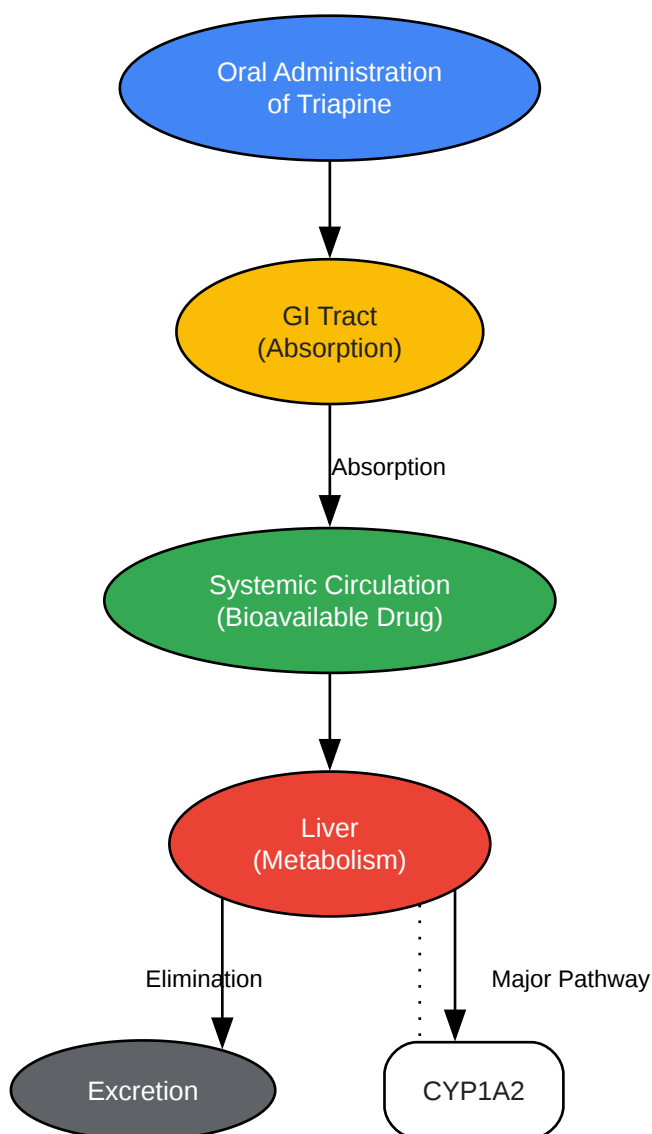 Oral Administration
of Triapine
GI Tract
(Absorption)
Absorption
Systemic Circulation
(Bioavailable Drug)
Liver
(Metabolism)
Elimination
Major Pathway
Excretion
CYP1A2